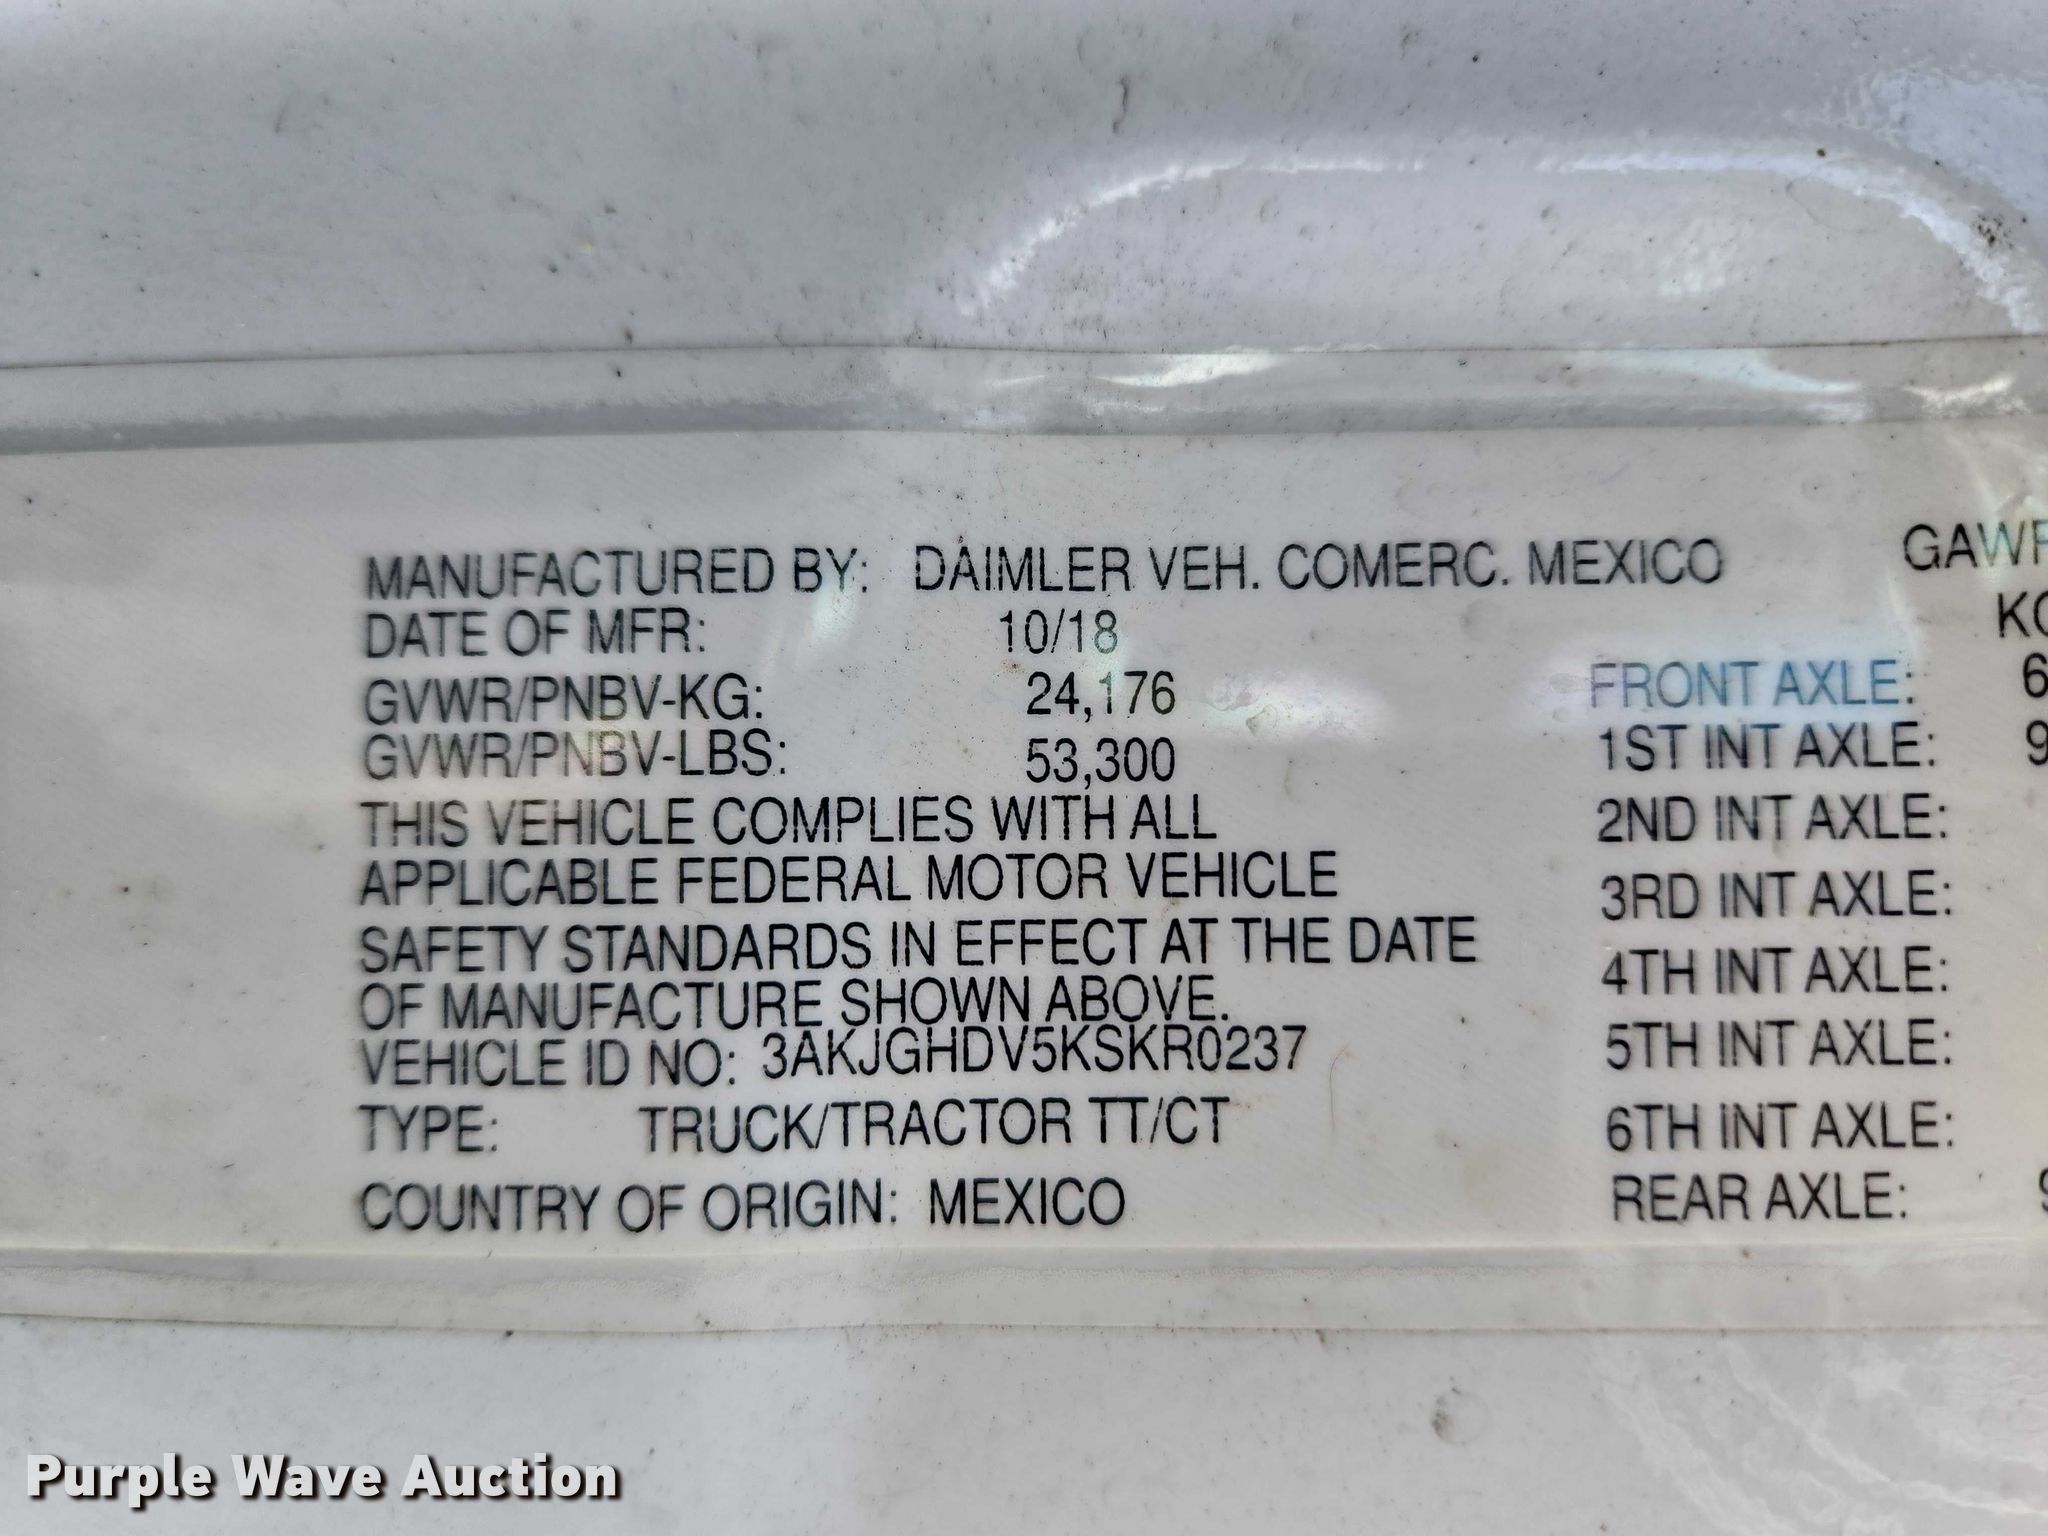 MANUFACTURED BY: DAIMLER VEH. COMERC. MEXICO
DATE OF MFR: 10/18
GVWR/PNBV-KG: 24,176
GVWR/PNBV-LBS: 53,300
THIS VEHICLE COMPLIES WITH ALL
APPLICABLE FEDERAL MOTOR VEHICLE
SAFETY STANDARDS IN EFFECT AT THE DATE
OF MANUFACTURE SHOWN ABOVE.
VEHICLE ID NO: 3AKJGHDV5KSKR0237
TYPE: TRUCK/TRACTOR TT/CT
COUNTRY OF ORIGIN: MEXICO
FRONT AXLE:
1ST INT AXLE:
2ND INT AXLE:
3RD INT AXLE:
4TH INT AXLE:
5TH INT AXLE:
6TH INT AXLE:
REAR AXLE:
Purple Wave Auction